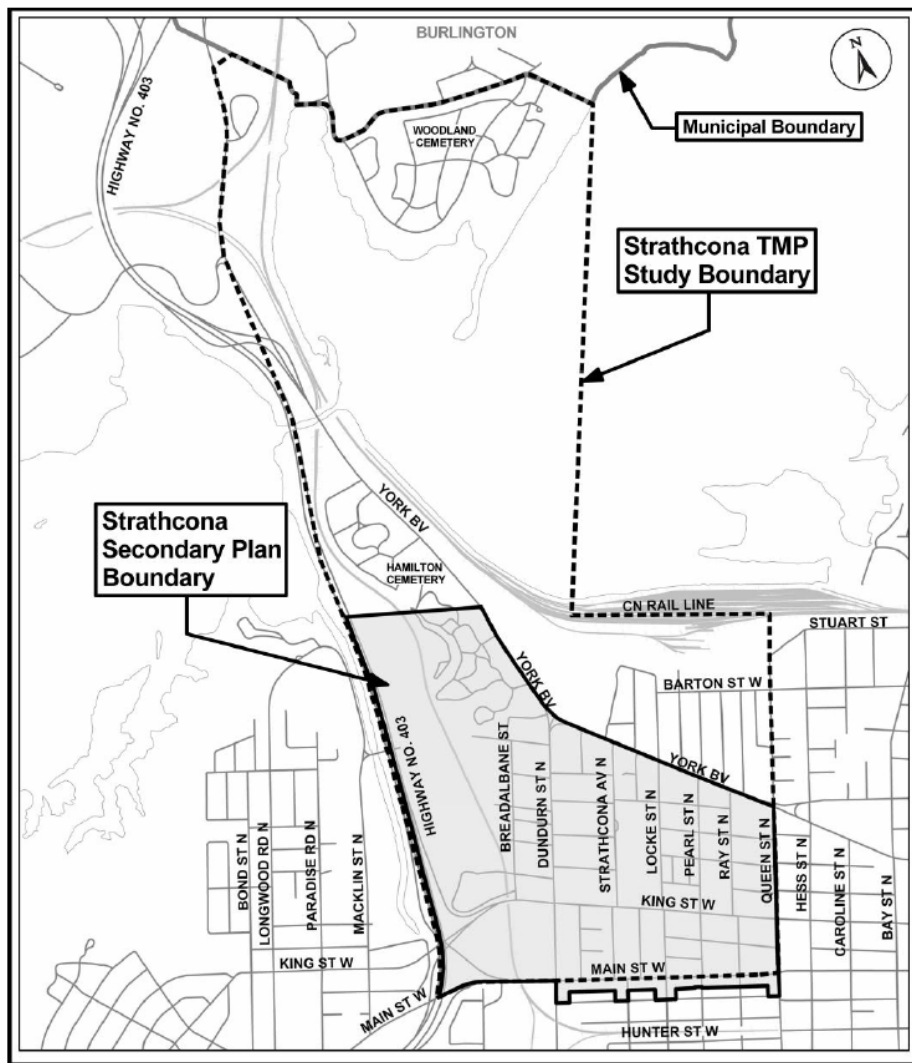 BURLINGTON
N
HIGHWAY NO. 403
WOODLAND
CEMETERY
Municipal Boundary
Strathcona TMP
Study Boundary
Strathcona
Secondary Plan
Boundary
YORK BV
HAMILTON
CEMETERY
CN RAIL LINE
STUART ST
BARTON ST W
YORK BV
YORK BV
HIGHWAY NO. 403
BREADALBANE ST
DUNDURN ST N
STRATHCONA AV N
LOCKE ST N
PEARL ST N
RAY ST N
QUEEN ST N
HESS ST N
CAROLINE ST N
BAY ST N
BOND ST N
LONGWOOD RD N
PARADISE RD N
MACKLIN ST N
KING ST W
KING ST W
MAIN ST W
MAIN ST W
HUNTER ST W